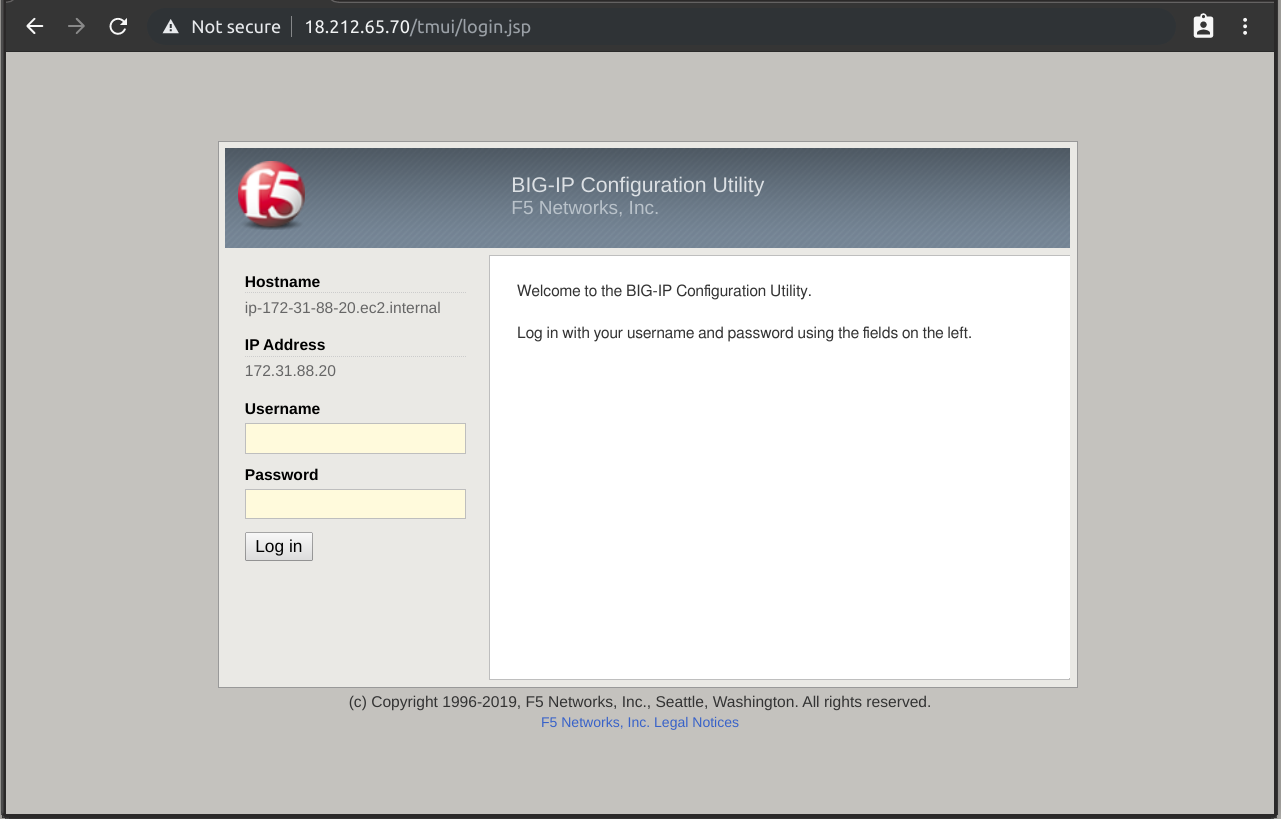 Not secure 18.212.65.70/tmui/login.jsp
f5
BIG-IP Configuration Utility
F5 Networks, Inc.
Hostname
ip-172-31-88-20.ec2.internal
IP Address
172.31.88.20
Username
Password
Log in
Welcome to the BIG-IP Configuration Utility.
Log in with your username and password using the fields on the left.
(c) Copyright 1996-2019, F5 Networks, Inc., Seattle, Washington. All rights reserved.
F5 Networks, Inc. Legal Notices